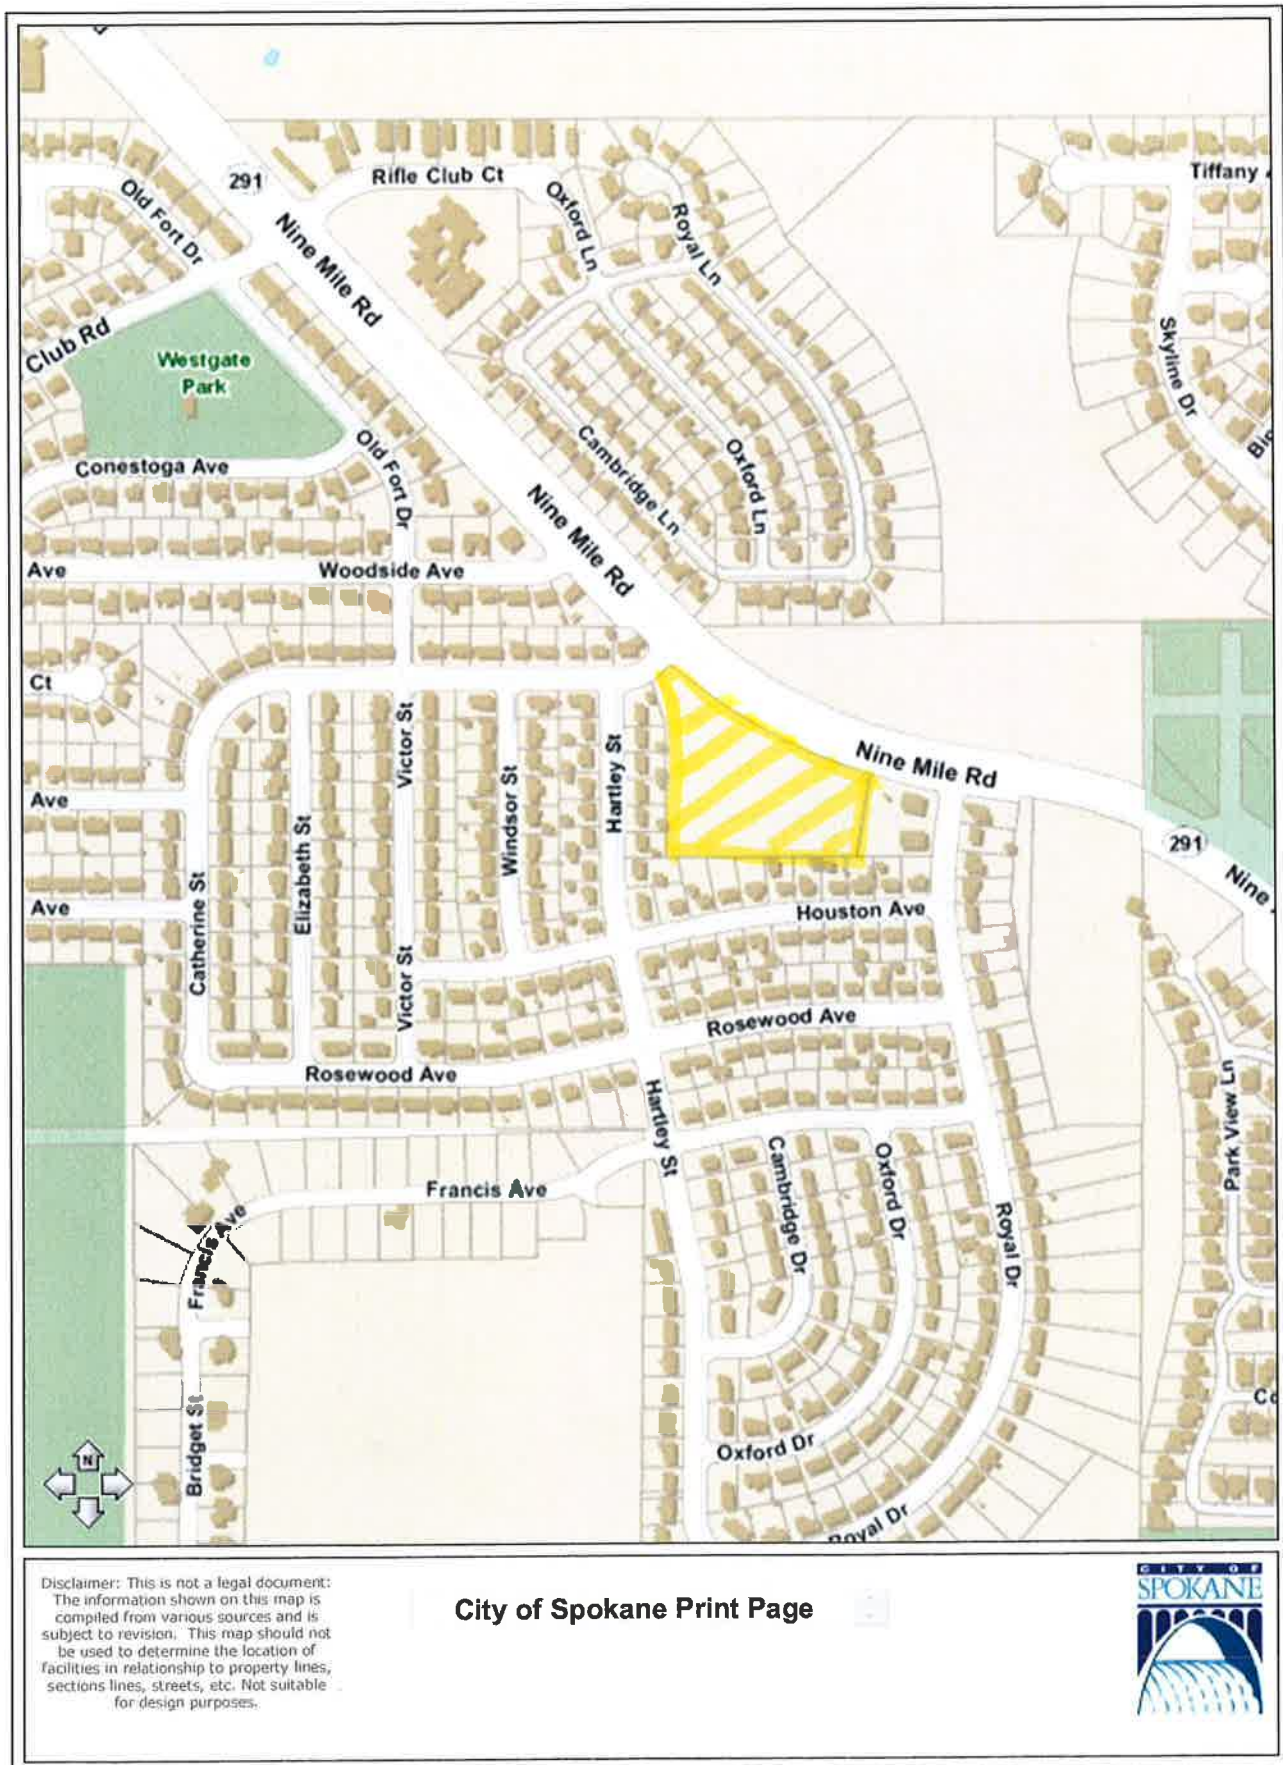 291
Rifle Club Ct
Tiffany
Old Fort Dr
Oxford Ln
Royal Ln
Nine Mile Rd
Club Rd
Westgate
Park
Skyline Dr
Conestoga Ave
Old Fort Dr
Cambridge Ln
Oxford Ln
Nine Mile Rd
Ave
Woodside Ave
Ct
Victor St
Hartley St
Nine Mile Rd
Windsor St
Ave
Elizabeth St
291
Nine
Catherine St
Ave
Houston Ave
Victor St
Rosewood Ave
Rosewood Ave
Hartley St
Park View Ln
Cambridge Dr
Oxford Dr
Francis Ave
Royal Dr
Francis Ave
Bridget St
Oxford Dr
Royal Dr
N
Disclaimer: This is not a legal document:
The information shown on this map is
compiled from various sources and is
subject to revision. This map should not
be used to determine the location of
facilities in relationship to property lines,
sections lines, streets, etc. Not suitable
for design purposes.
City of Spokane Print Page
CITY OF
SPOKANE